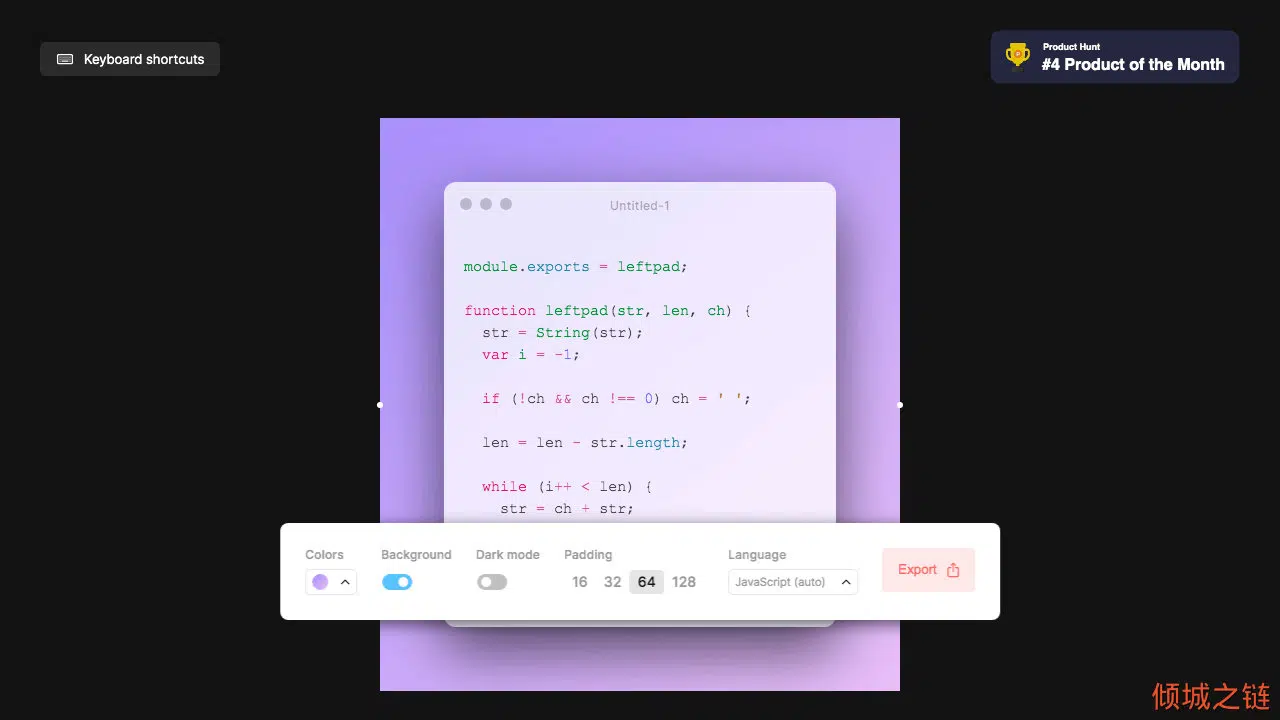 Keyboard shortcuts
Product Hunt
#4 Product of the Month
Untitled-1
module.exports = leftpad;
function leftpad(str, len, ch) {
  str = String(str);
  var i = -1;
  if (!ch && ch !== 0) ch = ' ';
  len = len - str.length;
  while (i++ < len) {
    str = ch + str;
Colors
Background
Dark mode
Padding
Language
16 32 64 128
JavaScript (auto)
Export
倾城之链